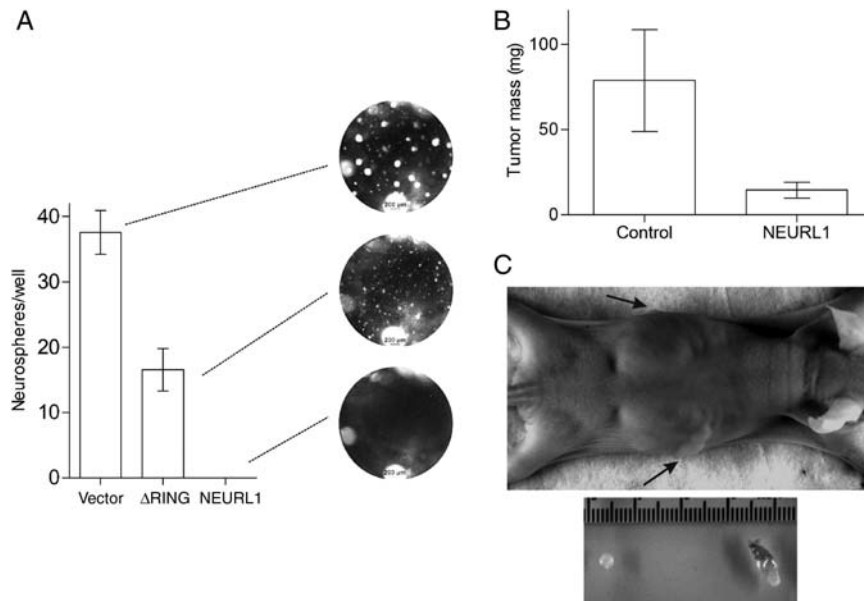 A
Neurospheres/well
40
30
20
10
0
Vector ΔRING NEURL1
200 µm
200 µm
200 µm
B
Tumor mass (mg)
100
50
0
Control NEURL1
C